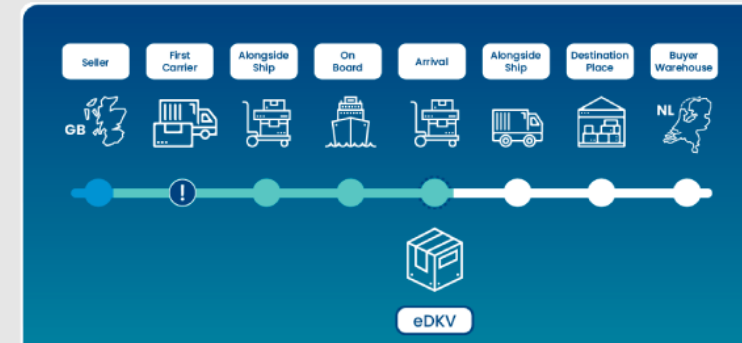 Seller
First
Carrier
Alongside
Ship
On
Board
Arrival
Alongside
Ship
Destination
Place
Buyer
Warehouse
GB
NL
!
eDKV